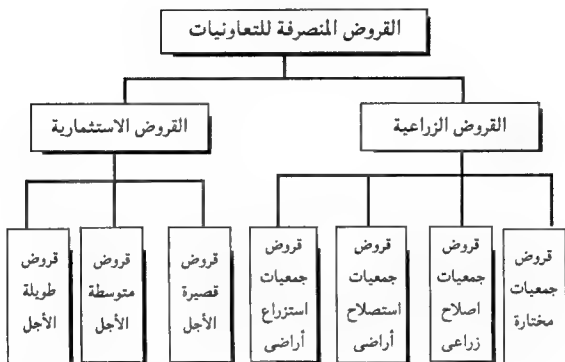 القروض المنصرفة للتعاونيات
القروض الزراعية
القروض الاستثمارية
قروض
جمعيات
مختارة
قروض
جمعيات
اصلاح
زراعى
قروض
جمعيات
استصلاح
أراضى
قروض
جمعيات
استزراع
أراضى
قروض
قصيرة
الأجل
قروض
متوسطة
الأجل
قروض
طويلة
الأجل